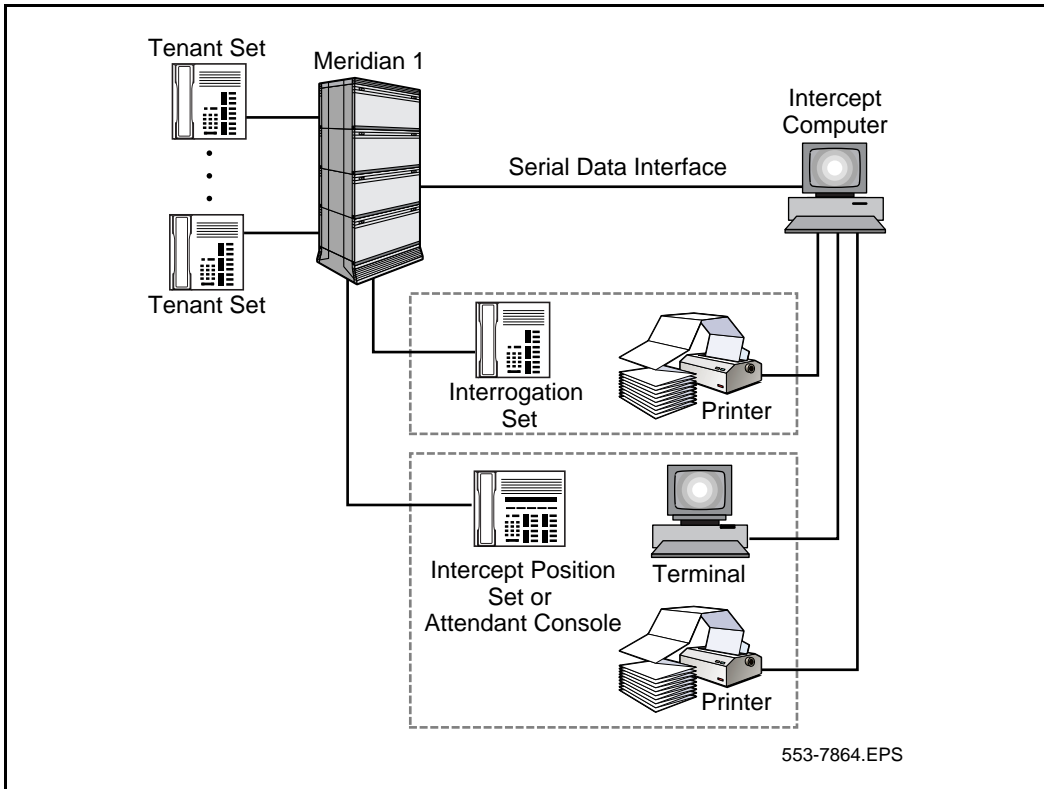 Tenant Set
Meridian 1
Intercept
Computer
Serial Data Interface
Tenant Set
Interrogation
Set
Printer
Intercept Position
Set or
Attendant Console
Terminal
Printer
553-7864.EPS